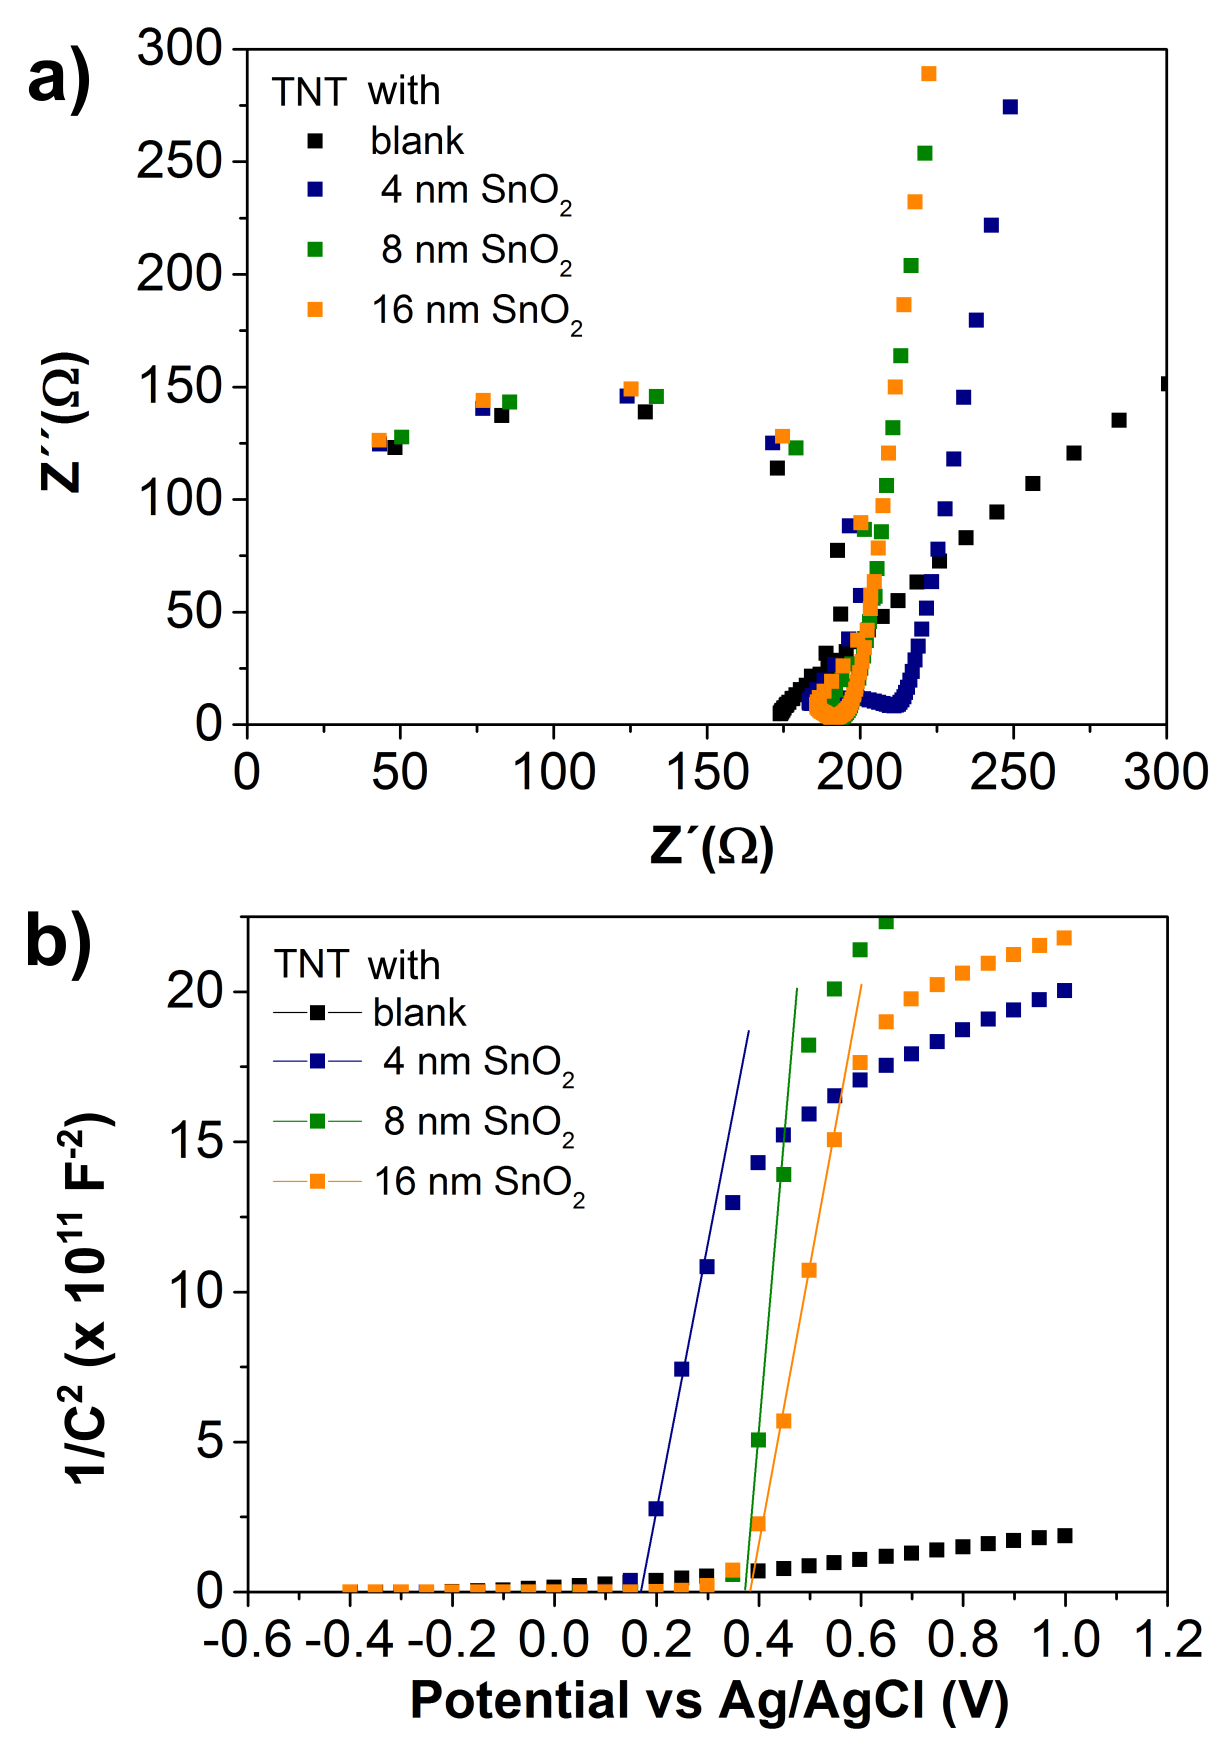 a)
300
250
200
150
100
50
0
Z´´(Ω)
TNT with
blank
4 nm SnO₂
8 nm SnO₂
16 nm SnO₂
0 50 100 150 200 250 300
Z´(Ω)
b)
20
15
10
5
0
1/C² (x 10¹¹ F⁻²)
TNT with
blank
4 nm SnO₂
8 nm SnO₂
16 nm SnO₂
-0.6 -0.4 -0.2 0.0 0.2 0.4 0.6 0.8 1.0 1.2
Potential vs Ag/AgCl (V)